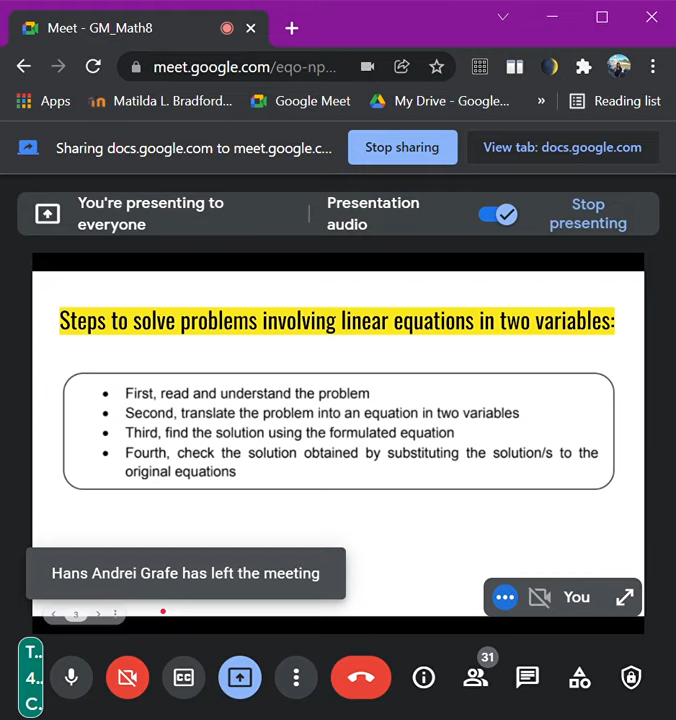 Meet - GM_Math8
meet.google.com/eqo-np...
Apps
Matilda L. Bradford...
Google Meet
My Drive - Google...
»
Reading list
Sharing docs.google.com to meet.google.c...
Stop sharing
View tab: docs.google.com
You're presenting to
everyone
Presentation
audio
Stop
presenting
Steps to solve problems involving linear equations in two variables:
• First, read and understand the problem
• Second, translate the problem into an equation in two variables
• Third, find the solution using the formulated equation
• Fourth, check the solution obtained by substituting the solution/s to the
original equations
Hans Andrei Grafe has left the meeting
3
You
T..
4..
C.
CC
31